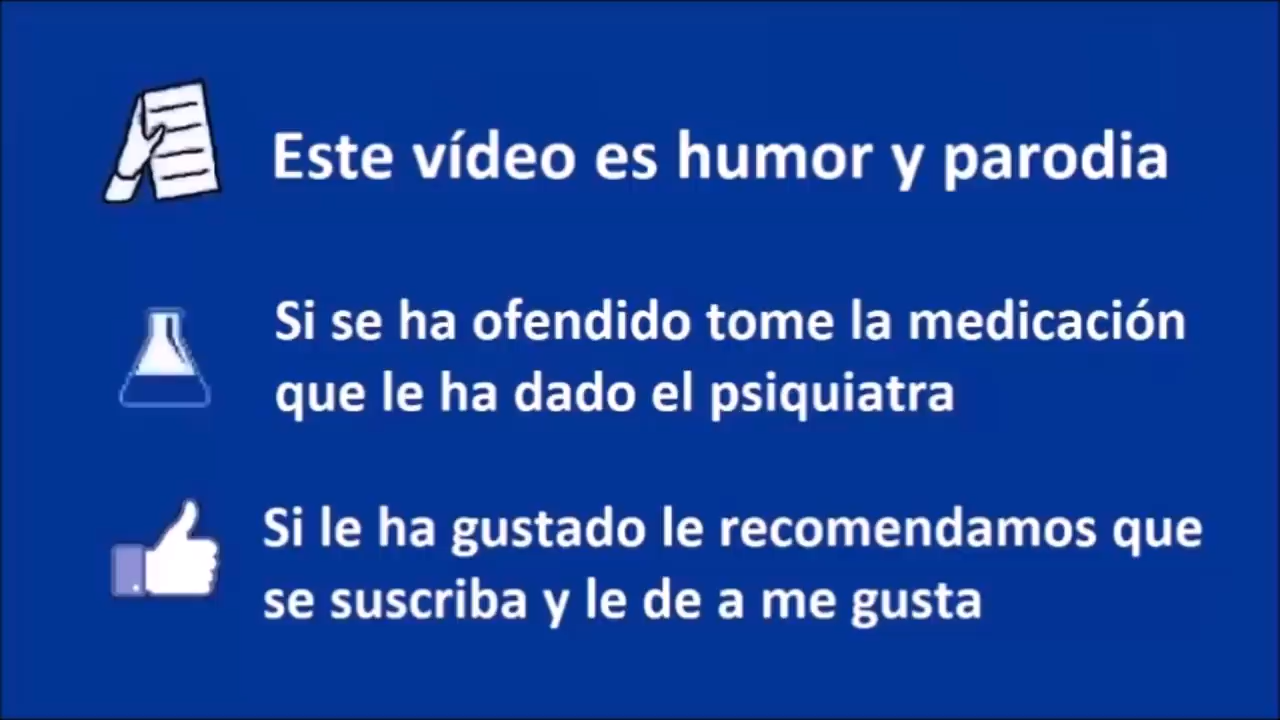 Este vídeo es humor y parodia
Si se ha ofendido tome la medicación
que le ha dado el psiquiatra
Si le ha gustado le recomendamos que
se suscriba y le de a me gusta